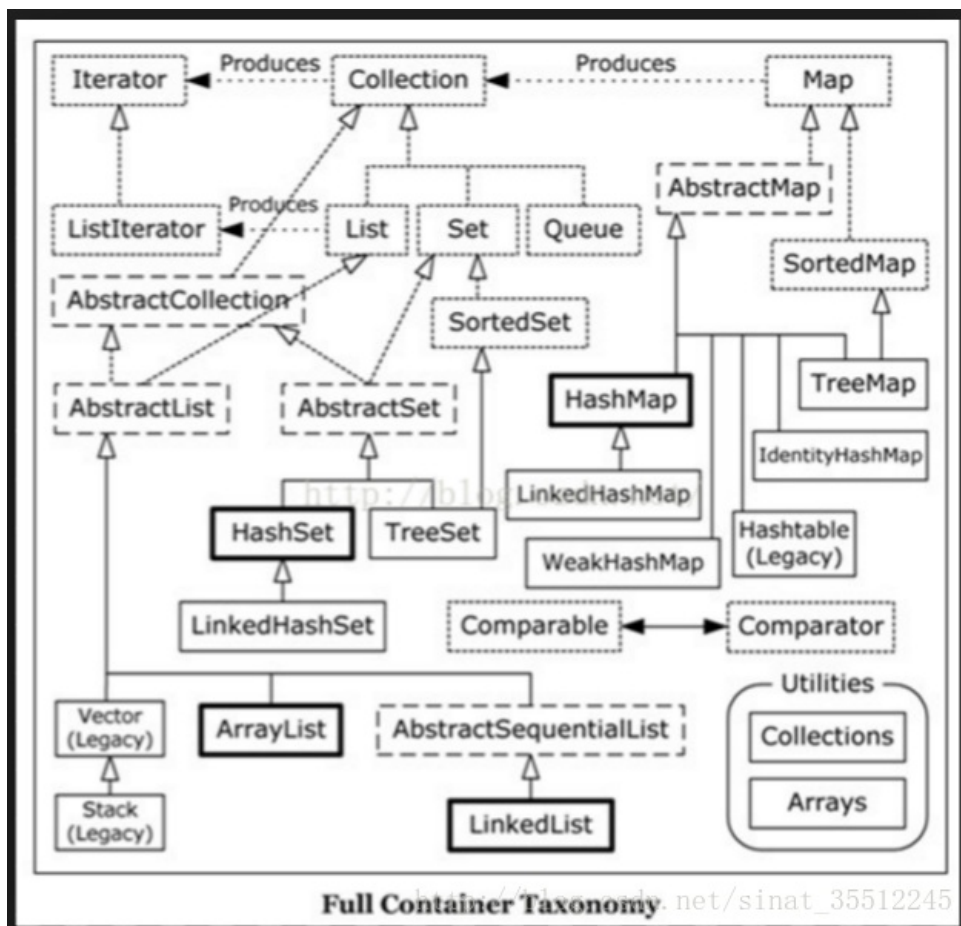 Iterator
Produces
Collection
Produces
Map
AbstractMap
ListIterator
Produces
List
Set
Queue
SortedMap
AbstractCollection
SortedSet
AbstractList
AbstractSet
HashMap
TreeMap
IdentityHashMap
LinkedHashMap
HashSet
TreeSet
Hashtable
(Legacy)
WeakHashMap
LinkedHashSet
Comparable
Comparator
Utilities
Vector
(Legacy)
ArrayList
AbstractSequentialList
Collections
Stack
(Legacy)
LinkedList
Arrays
Full Container Taxonomy